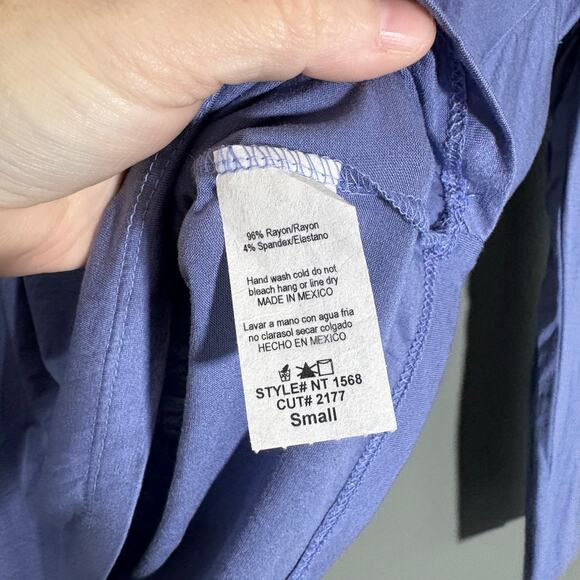 96% Rayon/Rayon
4% Spandex/Elastano
Hand wash cold do not
bleach hang or line dry
MADE IN MEXICO
Lavar a mano con agua fria
no clarasol secar colgado
HECHO EN MEXICO
STYLE# NT 1568
CUT# 2177
Small